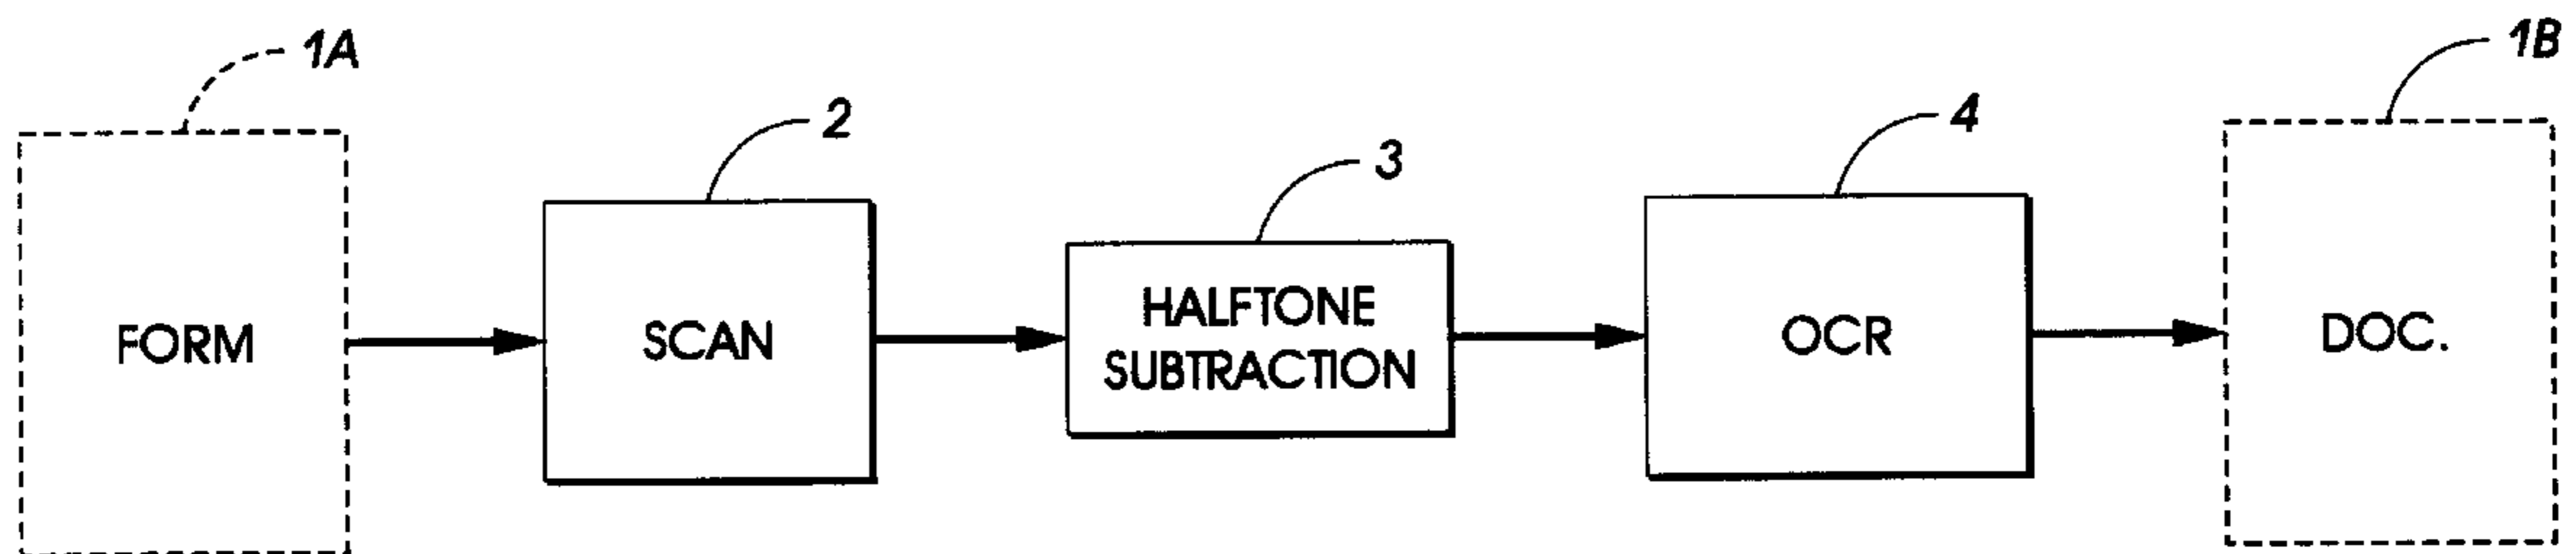 1A
2
3
4
1B
FORM
SCAN
HALFTONE
SUBTRACTION
OCR
DOC.